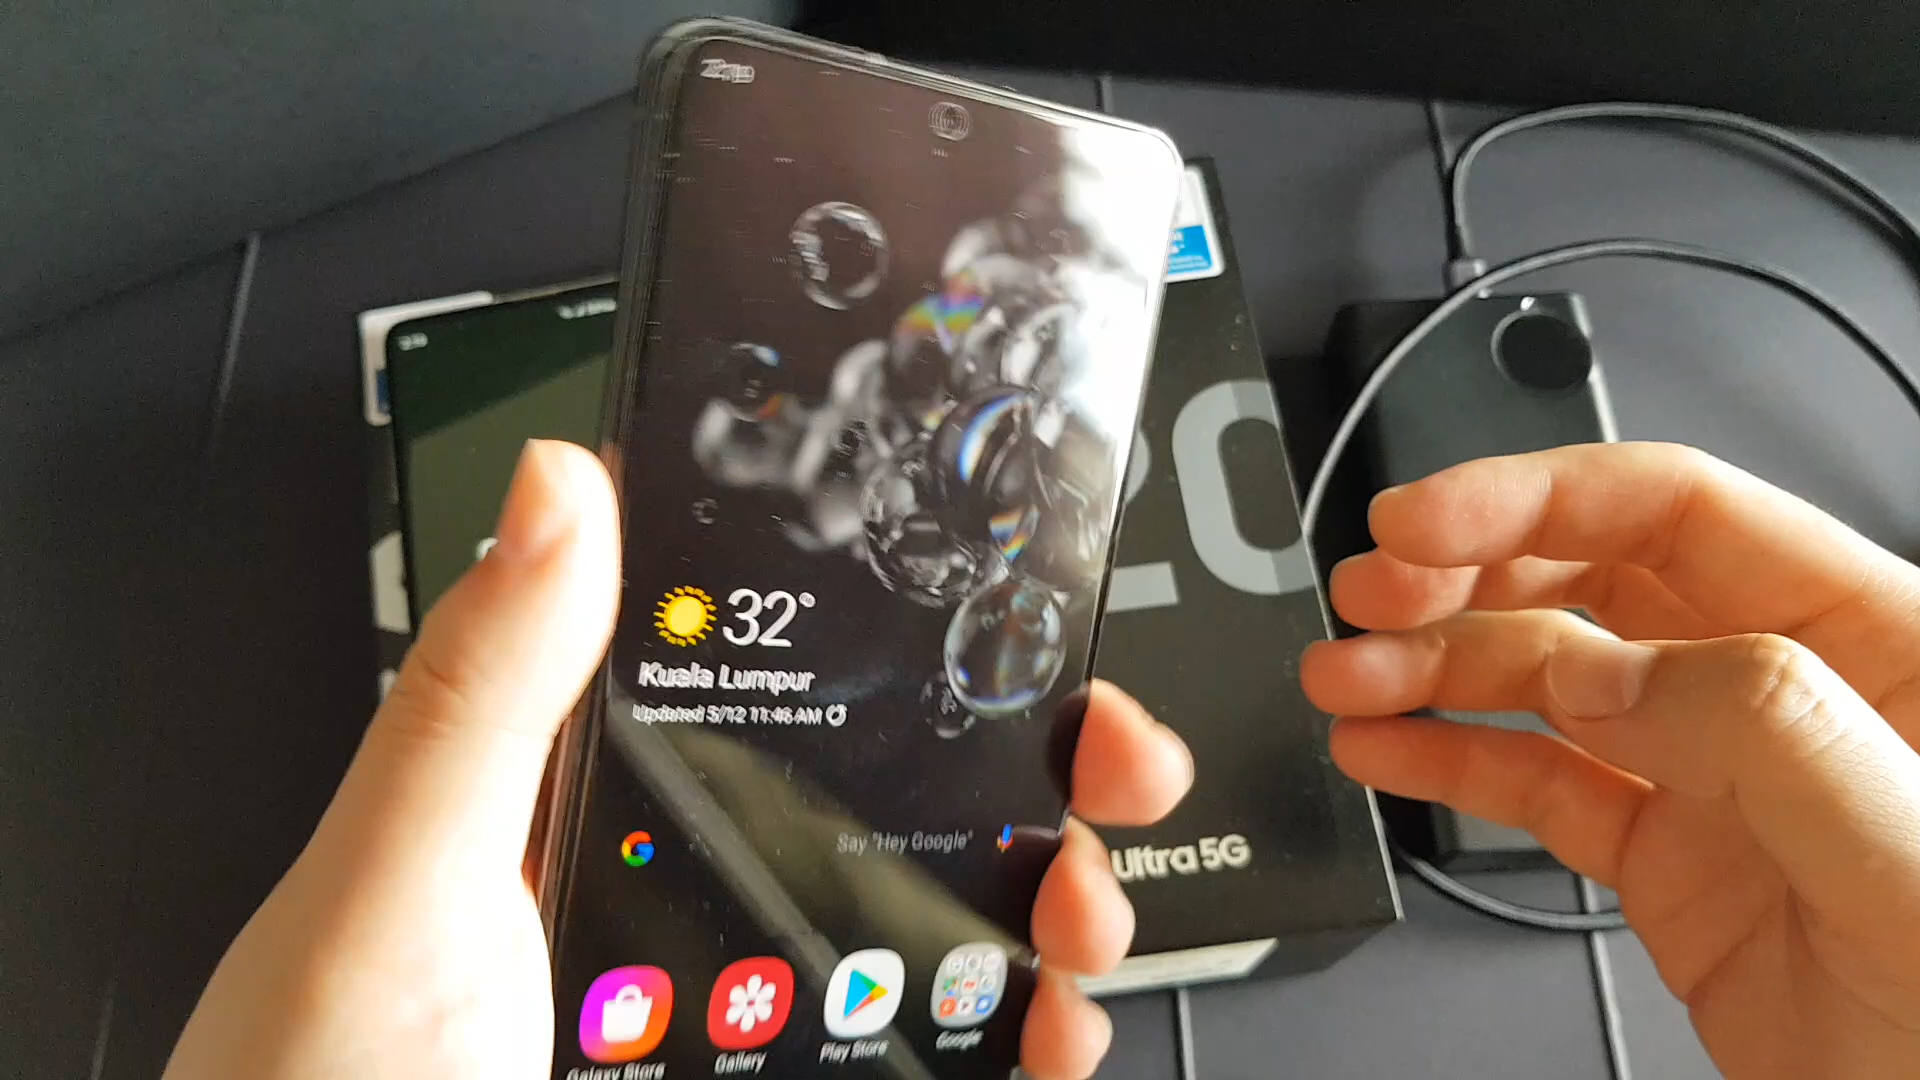 32°
Kuala Lumpur
Updated 5/12 11:46 AM
Say "Hey Google"
Galaxy Store
Gallery
Play Store
Google
20
Ultra 5G